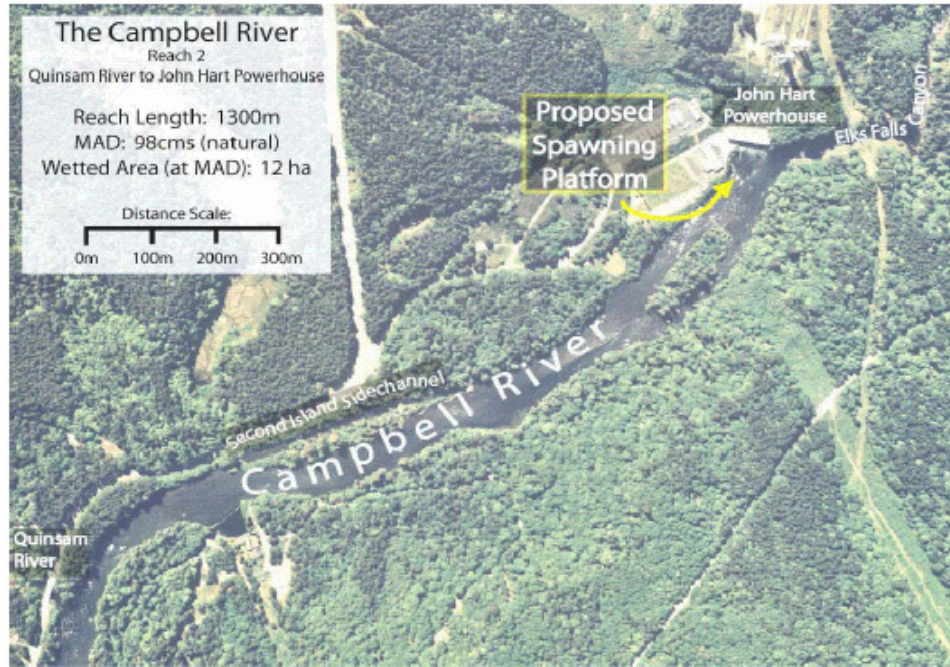 The Campbell River
Reach 2
Quinsam River to John Hart Powerhouse
Reach Length: 1300m
MAD: 98cms (natural)
Wetted Area (at MAD): 12 ha
Distance Scale:
0m 100m 200m 300m
Proposed
Spawning
Platform
John Hart
Powerhouse
Elks Falls Canyon
Second Island Sidechannel
Campbell River
Quinsam
River